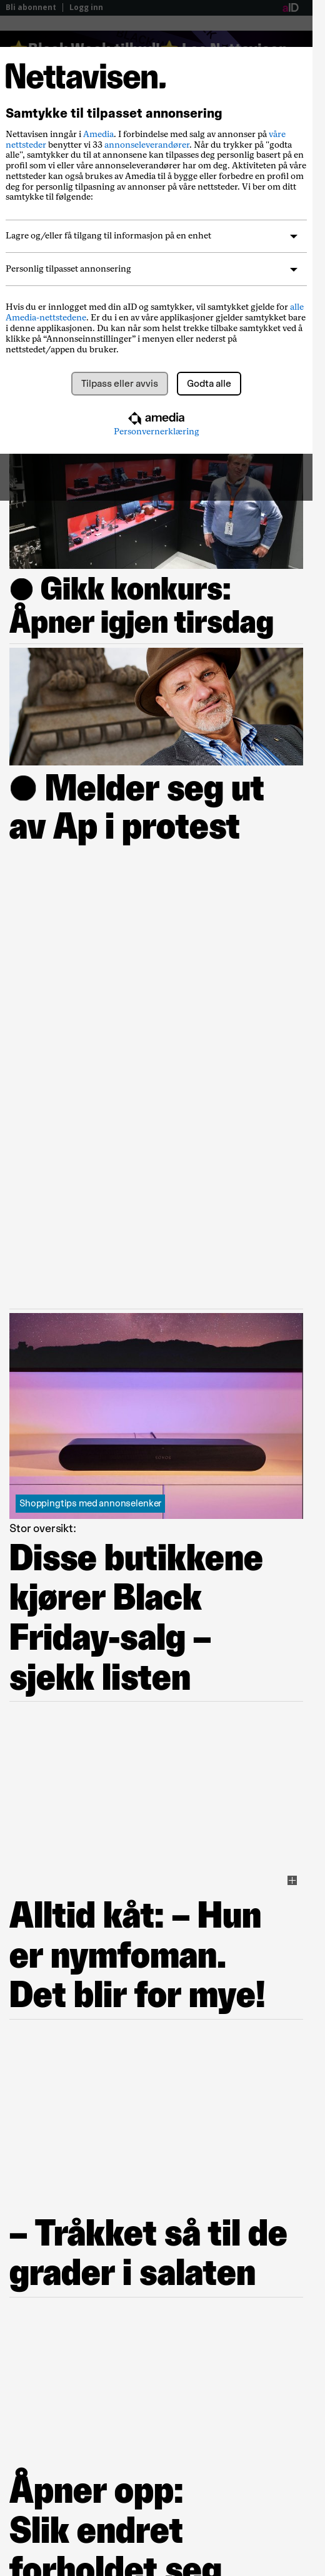 Bli abonnent | Logg inn
aID
Nettavisen.
Samtykke til tilpasset annonsering
Nettavisen inngår i Amedia. I forbindelse med salg av annonser på våre
nettsteder benytter vi 33 annonseleverandører. Når du trykker på "godta
alle", samtykker du til at annonsene kan tilpasses deg personlig basert på en
profil som vi eller våre annonseleverandører har om deg. Aktiviteten på våre
nettsteder kan også brukes av Amedia til å bygge eller forbedre en profil om
deg for personlig tilpasning av annonser på våre nettsteder. Vi ber om ditt
samtykke til følgende:
Lagre og/eller få tilgang til informasjon på en enhet
Personlig tilpasset annonsering
Hvis du er innlogget med din aID og samtykker, vil samtykket gjelde for alle
Amedia-nettstedene. Er du i en av våre applikasjoner gjelder samtykket bare
i denne applikasjonen. Du kan når som helst trekke tilbake samtykket ved å
klikke på “Annonseinnstillinger” i menyen eller nederst på
nettstedet/appen du bruker.
Tilpass eller avvis
Godta alle
amedia
Personvernerklæring
● Gikk konkurs:
Åpner igjen tirsdag
● Melder seg ut
av Ap i protest
SONOS
Shoppingtips med annonselenker
Stor oversikt:
Disse butikkene
kjører Black
Friday-salg –
sjekk listen
Alltid kåt: – Hun
er nymfoman.
Det blir for mye!
– Tråkket så til de
grader i salaten
Åpner opp:
Slik endret
forholdet seg